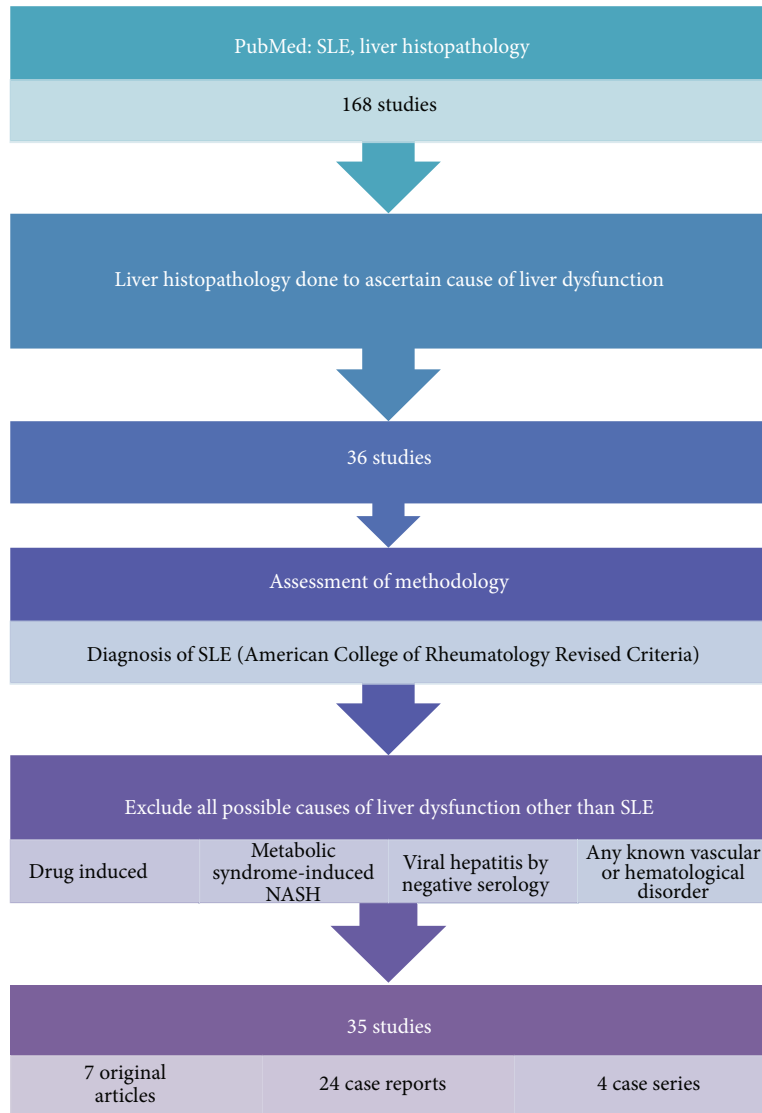 PubMed: SLE, liver histopathology
168 studies
Liver histopathology done to ascertain cause of liver dysfunction
36 studies
Assessment of methodology
Diagnosis of SLE (American College of Rheumatology Revised Criteria)
Exclude all possible causes of liver dysfunction other than SLE
Drug induced
Metabolic
syndrome-induced
NASH
Viral hepatitis by
negative serology
Any known vascular
or hematological
disorder
35 studies
7 original
articles
24 case reports
4 case series